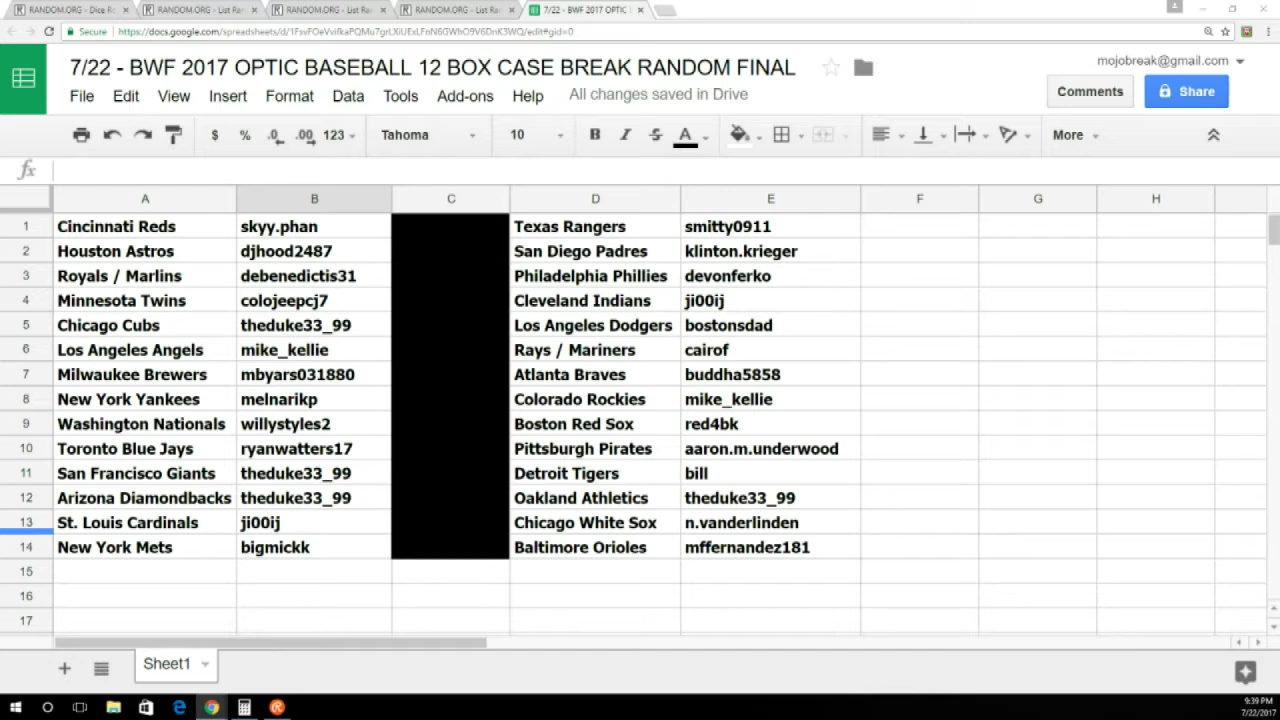 RANDOM.ORG - Dice Ro
RANDOM.ORG - List Ran
RANDOM.ORG - List Ran
RANDOM.ORG - List Ran
7/22 - BWF 2017 OPTIC
Secure
7/22 - BWF 2017 OPTIC BASEBALL 12 BOX CASE BREAK RANDOM FINAL
mojobreak@gmail.com
File Edit View Insert Format Data Tools Add-ons Help All changes saved in Drive
Comments Share
$ % .0 .00 123 Tahoma 10 B I S A More
fx
A B C D E F G H
1 Cincinnati Reds skyy.phan Texas Rangers smitty0911
2 Houston Astros djhood2487 San Diego Padres klinton.krieger
3 Royals / Marlins debenedictis31 Philadelphia Phillies devonferko
4 Minnesota Twins colojeepcj7 Cleveland Indians ji00ij
5 Chicago Cubs theduke33_99 Los Angeles Dodgers bostonsdad
6 Los Angeles Angels mike_kellie Rays / Mariners cairof
7 Milwaukee Brewers mbyars031880 Atlanta Braves buddha5858
8 New York Yankees melnarikp Colorado Rockies mike_kellie
9 Washington Nationals willystyles2 Boston Red Sox red4bk
10 Toronto Blue Jays ryanwatters17 Pittsburgh Pirates aaron.m.underwood
11 San Francisco Giants theduke33_99 Detroit Tigers bill
12 Arizona Diamondbacks theduke33_99 Oakland Athletics theduke33_99
13 St. Louis Cardinals ji00ij Chicago White Sox n.vanderlinden
14 New York Mets bigmickk Baltimore Orioles mffernandez181
15
16
17
Sheet1
9:39 PM
7/22/2017